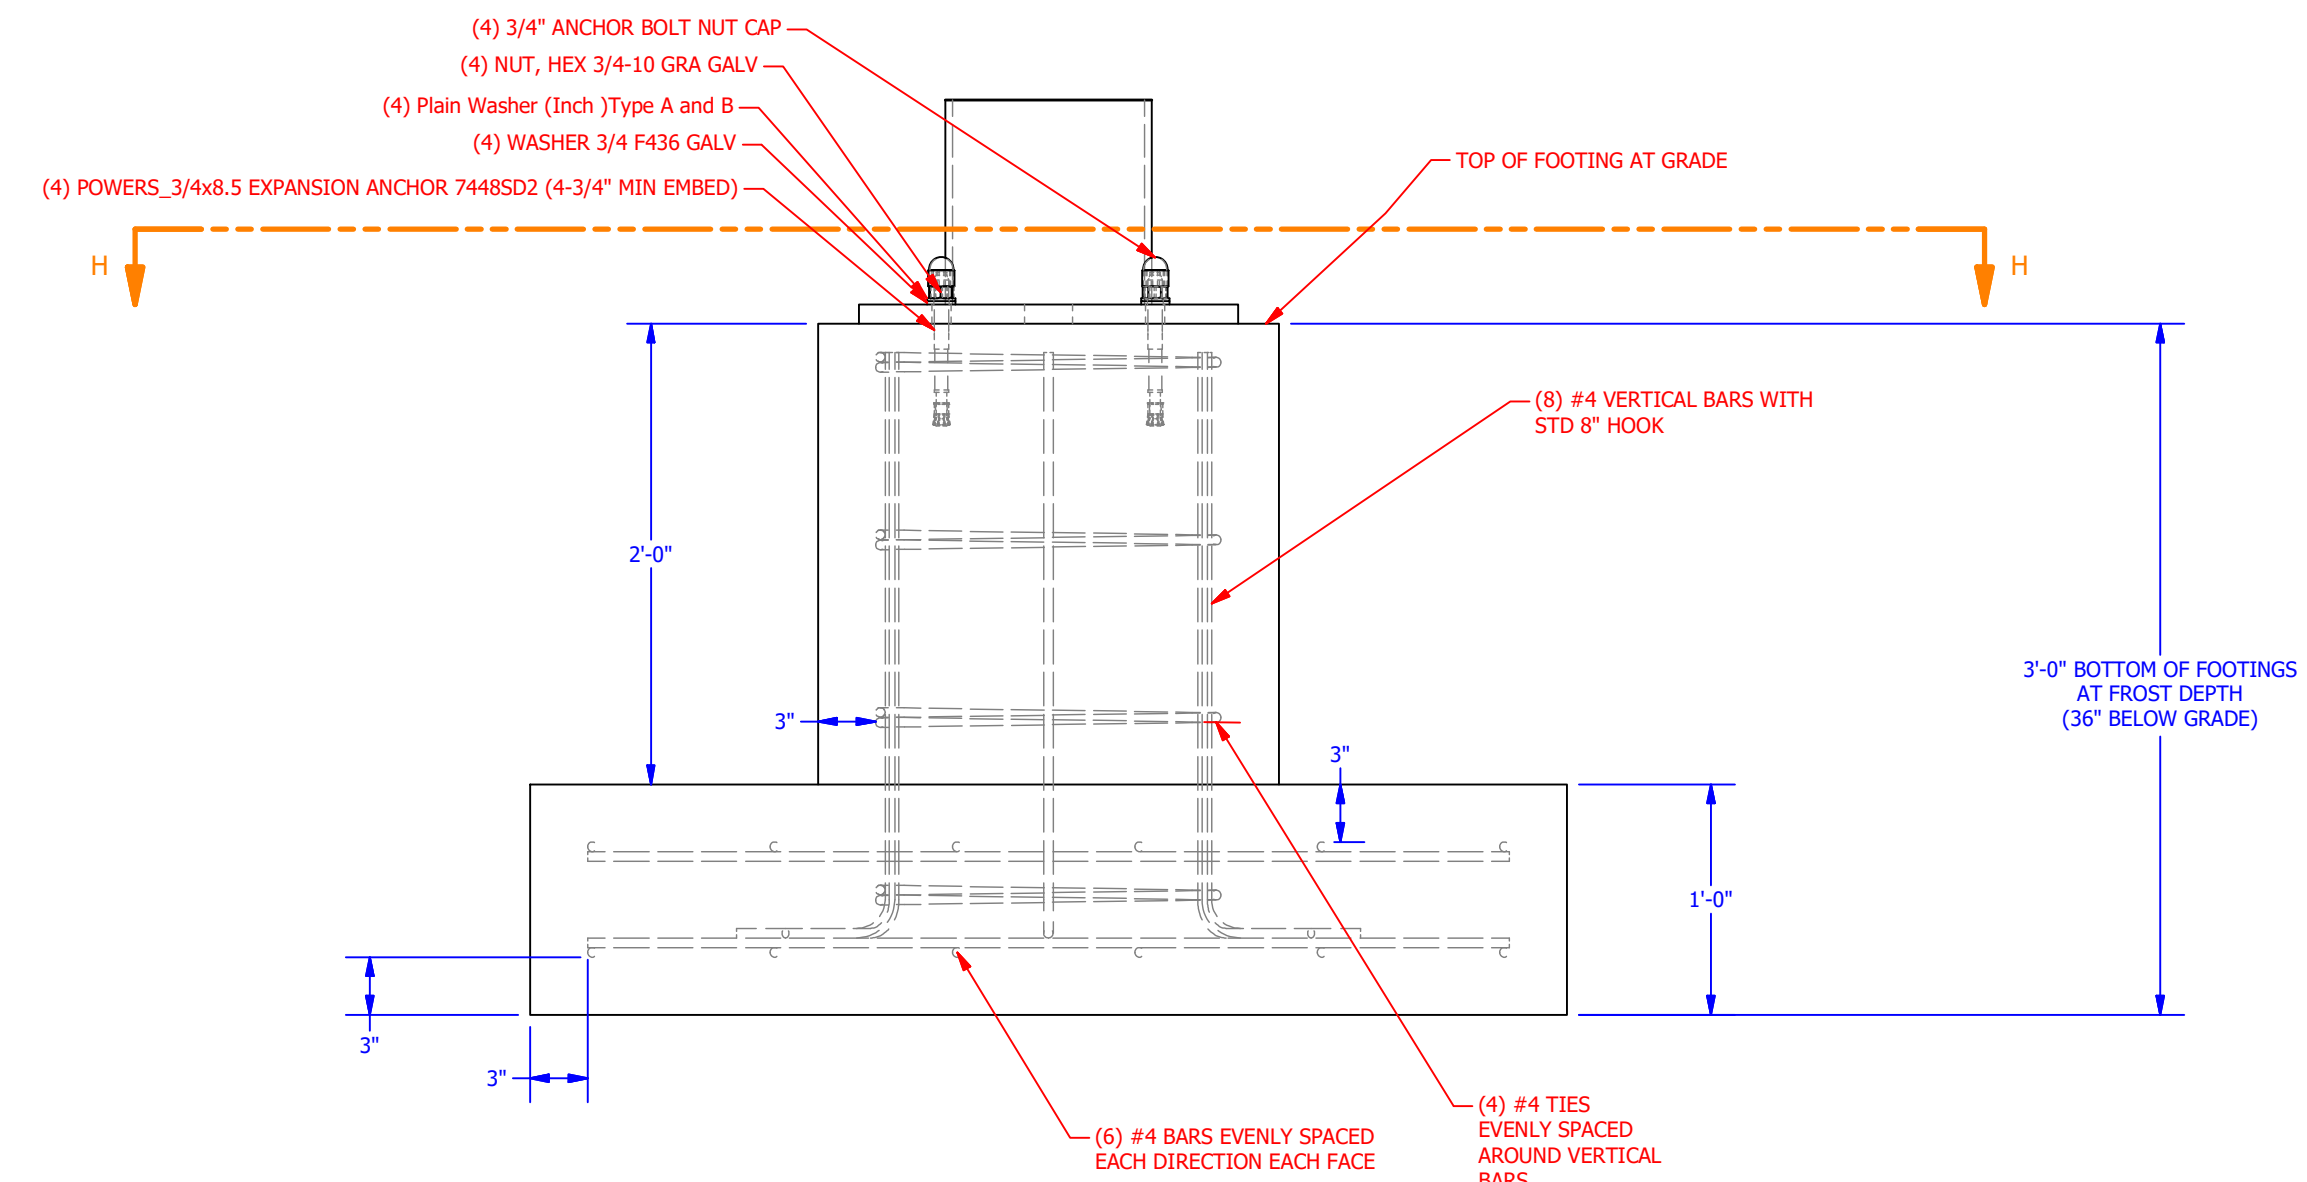 (4) 3/4" ANCHOR BOLT NUT CAP
(4) NUT, HEX 3/4-10 GRA GALV
(4) Plain Washer (Inch )Type A and B
(4) WASHER 3/4 F436 GALV
(4) POWERS_3/4x8.5 EXPANSION ANCHOR 7448SD2 (4-3/4" MIN EMBED)
TOP OF FOOTING AT GRADE
H
H
(8) #4 VERTICAL BARS WITH
STD 8" HOOK
2'-0"
3'-0" BOTTOM OF FOOTINGS
AT FROST DEPTH
(36" BELOW GRADE)
3"
3"
1'-0"
3"
3"
(6) #4 BARS EVENLY SPACED
EACH DIRECTION EACH FACE
(4) #4 TIES
EVENLY SPACED
AROUND VERTICAL
BARS